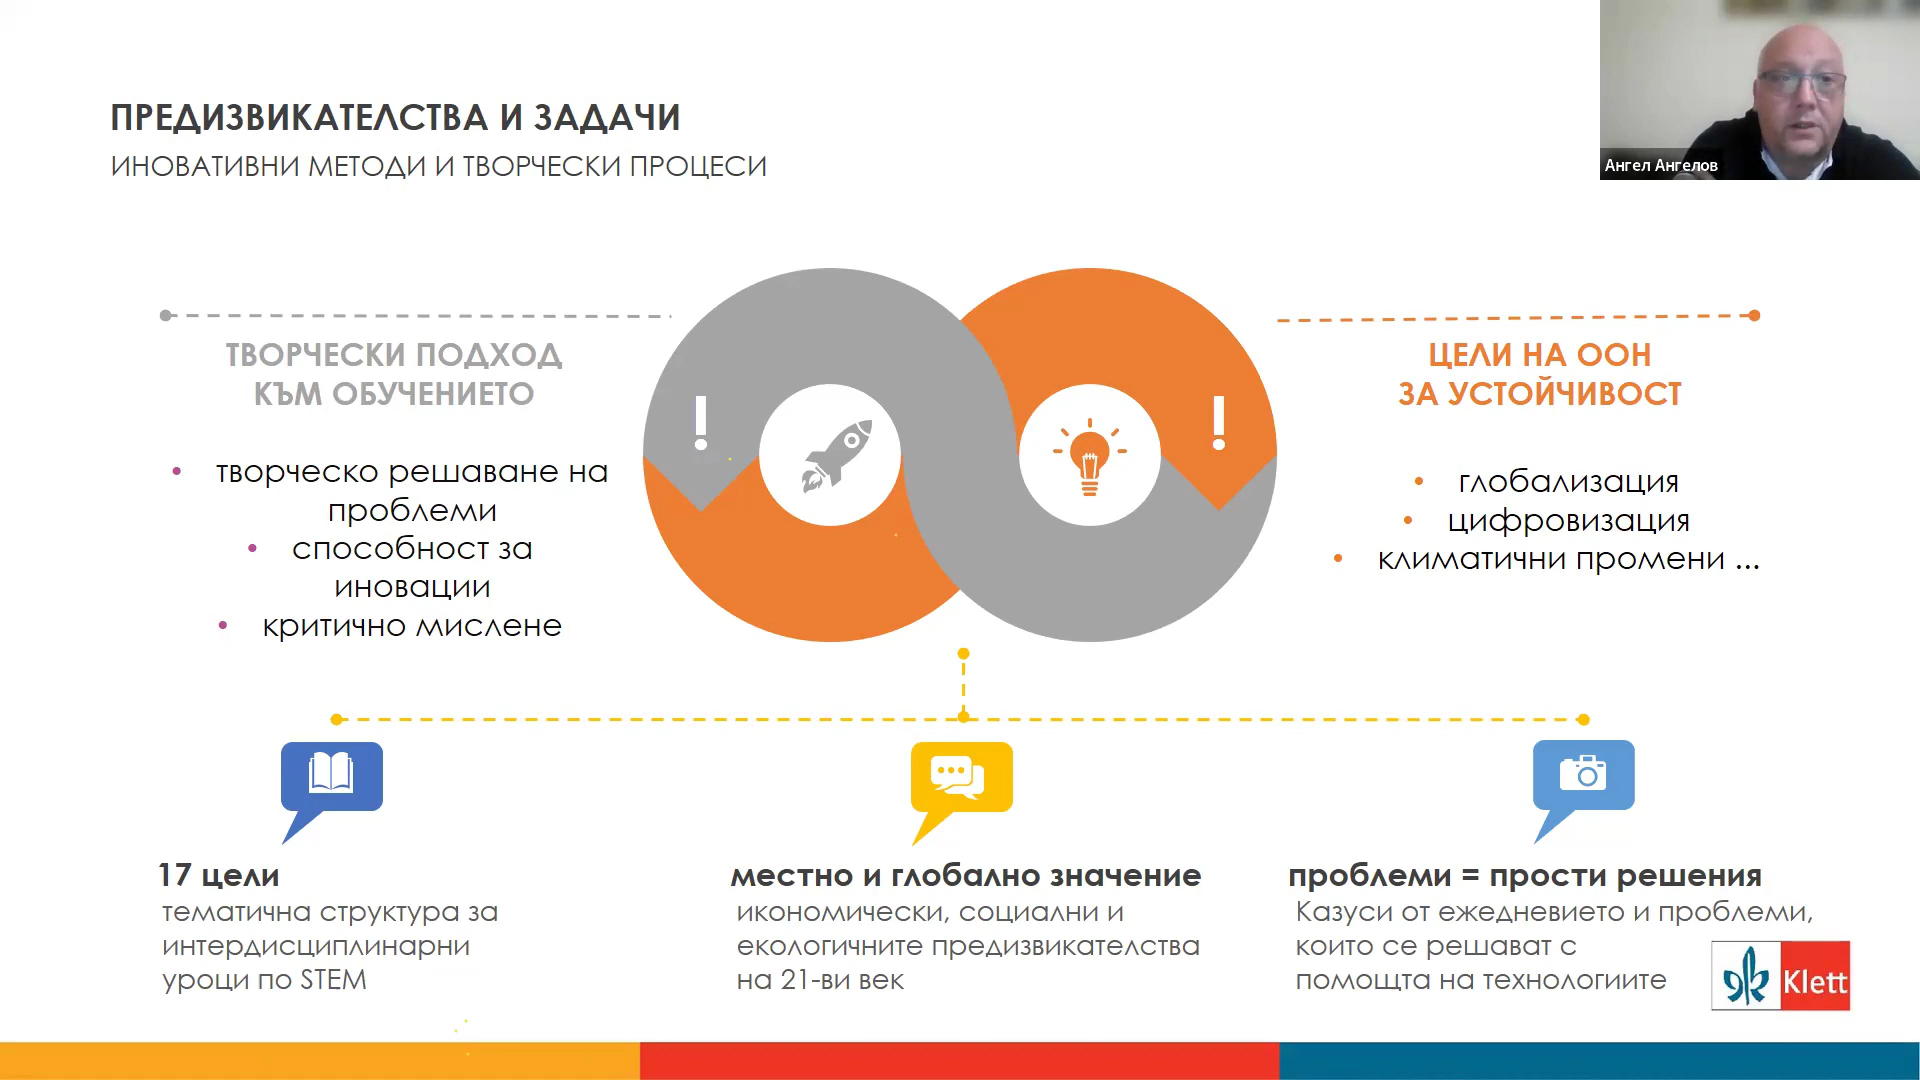 ПРЕДИЗВИКАТЕЛСТВА И ЗАДАЧИ
ИНОВАТИВНИ МЕТОДИ И ТВОРЧЕСКИ ПРОЦЕСИ
Ангел Ангелов
ТВОРЧЕСКИ ПОДХОД
КЪМ ОБУЧЕНИЕТО
• творческо решаване на
проблеми
• способност за
иновации
• критично мислене
!
!
ЦЕЛИ НА ООН
ЗА УСТОЙЧИВОСТ
• глобализация
• цифровизация
• климатични промени ...
17 цели
тематична структура за
интердисциплинарни
уроци по STEM
местно и глобално значение
икономически, социални и
екологичните предизвикателства
на 21-ви век
проблеми = прости решения
Казуси от ежедневието и проблеми,
които се решават с
помощта на технологиите
Klett